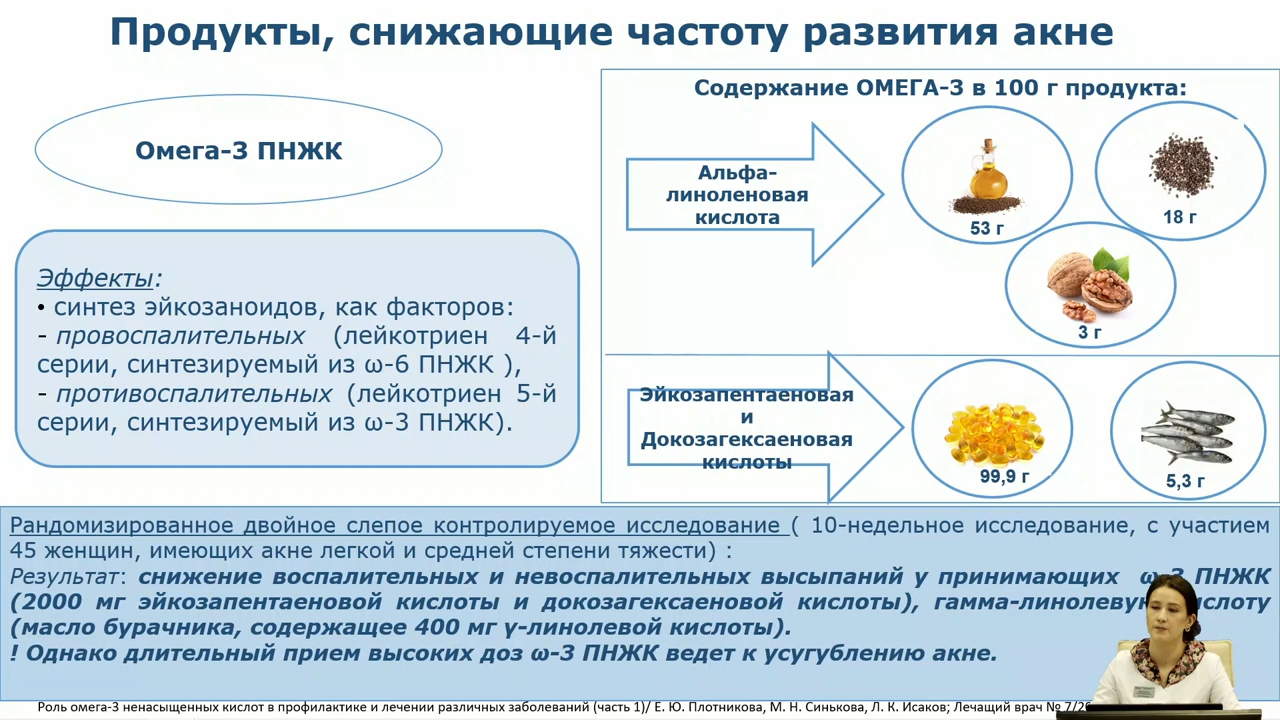 Продукты, снижающие частоту развития акне
Омега-3 ПНЖК
Эффекты:
• синтез эйкозаноидов, как факторов:
- провоспалительных (лейкотриен 4-й
серии, синтезируемый из ω-6 ПНЖК ),
- противоспалительных (лейкотриен 5-й
серии, синтезируемый из ω-3 ПНЖК).
Содержание ОМЕГА-3 в 100 г продукта:
Альфа-
линоленовая
кислота
53 г
18 г
3 г
Эйкозапентаеновая
и
Докозагексаеновая
кислоты
99,9 г
5,3 г
Рандомизированное двойное слепое контролируемое исследование ( 10-недельное исследование, с участием
45 женщин, имеющих акне легкой и средней степени тяжести) :
Результат: снижение воспалительных и невоспалительных высыпаний у принимающих ω-3 ПНЖК
(2000 мг эйкозапентаеновой кислоты и докозагексаеновой кислоты), гамма-линолевую кислоту
(масло бурачника, содержащее 400 мг γ-линолевой кислоты).
! Однако длительный прием высоких доз ω-3 ПНЖК ведет к усугублению акне.
Роль омега-3 ненасыщенных кислот в профилактике и лечении различных заболеваний (часть 1)/ Е. Ю. Плотникова, М. Н. Синькова, Л. К. Исаков; Лечащий врач № 7/